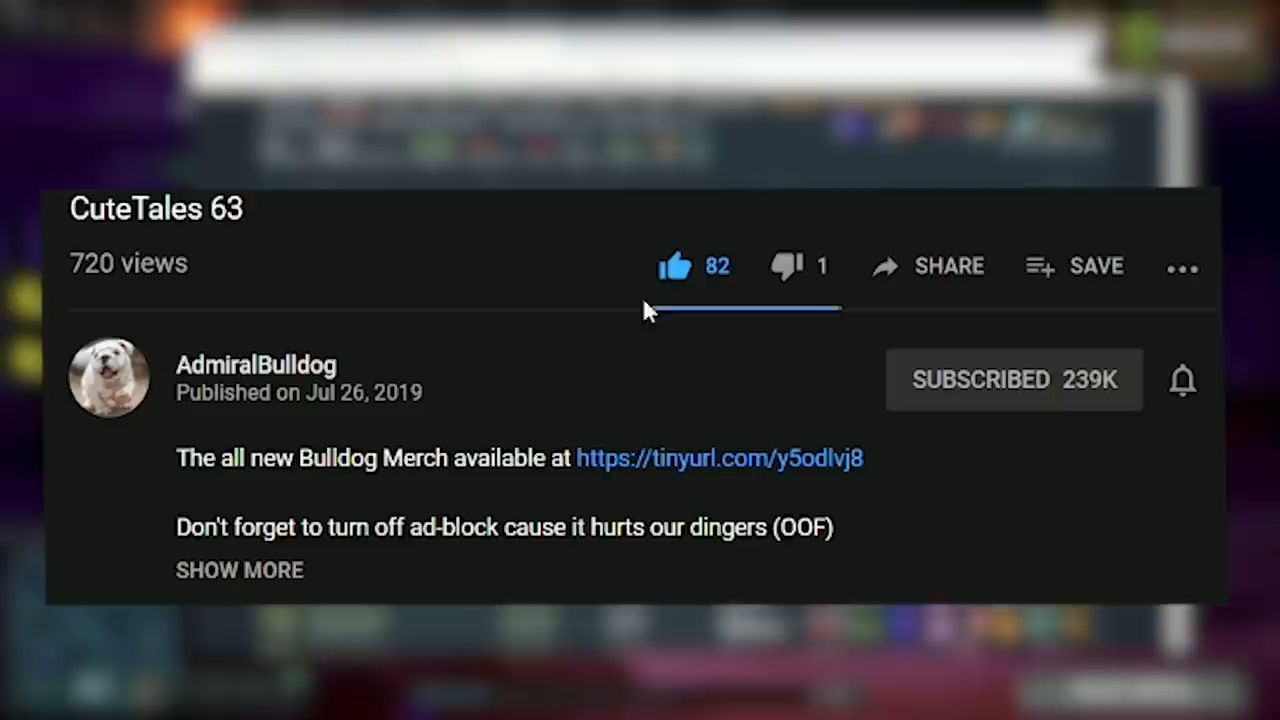 CuteTales 63
720 views
82 1 SHARE SAVE
AdmiralBulldog
Published on Jul 26, 2019
SUBSCRIBED 239K
The all new Bulldog Merch available at https://tinyurl.com/y5odlvj8
Don't forget to turn off ad-block cause it hurts our dingers (OOF)
SHOW MORE